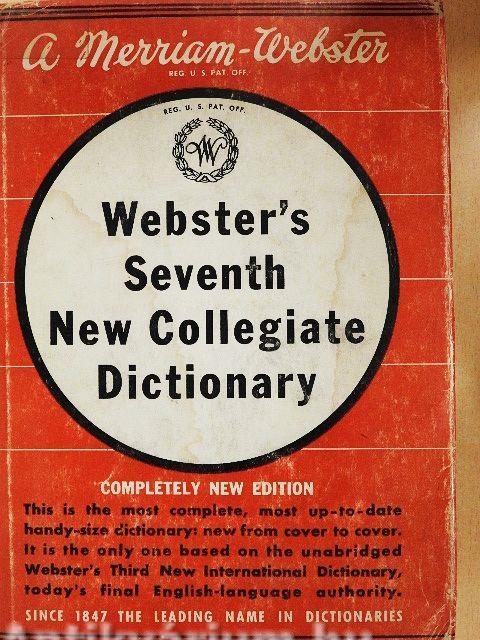 A Merriam-Webster
REG. U. S. PAT. OFF.
REG. U. S. PAT. OFF.
W
Webster's
Seventh
New Collegiate
Dictionary
COMPLETELY NEW EDITION
This is the most complete, most up-to-date
handy-size dictionary: new from cover to cover.
It is the only one based on the unabridged
Webster's Third New International Dictionary,
today's final English-language authority.
SINCE 1847 THE LEADING NAME IN DICTIONARIES